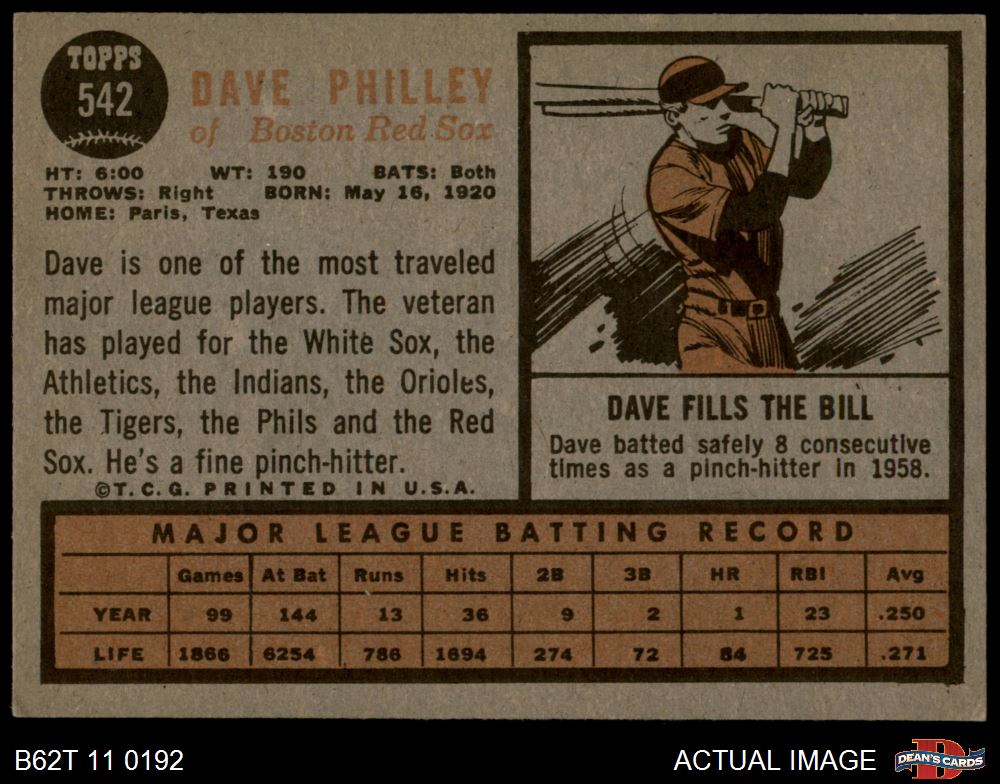 TOPPS
542
DAVE PHILLEY
of Boston Red Sox
HT: 6:00 WT: 190 BATS: Both
THROWS: Right BORN: May 16, 1920
HOME: Paris, Texas
Dave is one of the most traveled
major league players. The veteran
has played for the White Sox, the
Athletics, the Indians, the Orioles,
the Tigers, the Phils and the Red
Sox. He's a fine pinch-hitter.
©T.C.G. PRINTED IN U.S.A.
DAVE FILLS THE BILL
Dave batted safely 8 consecutive
times as a pinch-hitter in 1958.
MAJOR LEAGUE BATTING RECORD
Games At Bat Runs Hits 2B 3B HR RBI Avg
YEAR 99 144 13 36 9 2 1 23 .250
LIFE 1866 6254 786 1694 274 72 84 725 .271
B62T 11 0192
ACTUAL IMAGE
D
DEAN'S CARDS